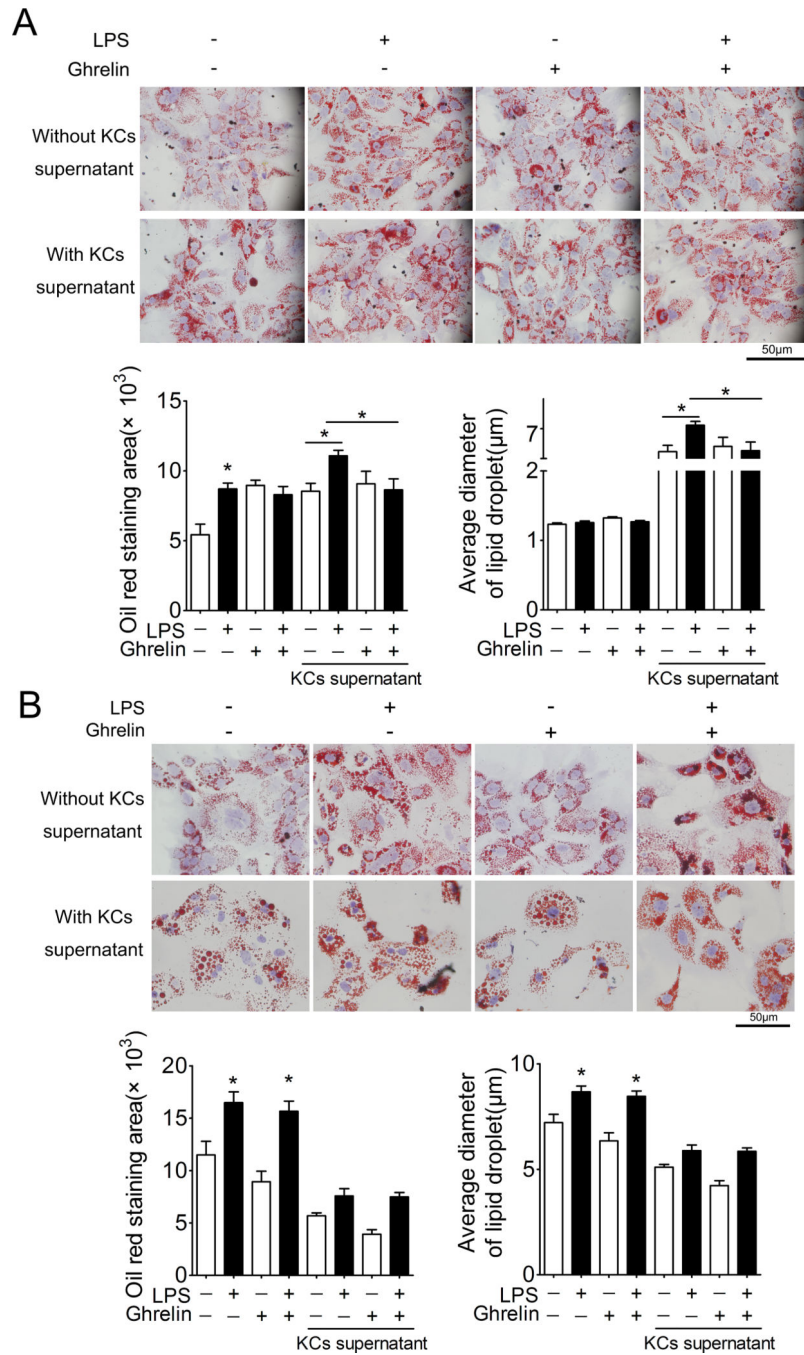 A
LPS - + - +
Ghrelin - - + +
Without KCs
supernatant
With KCs
supernatant
50μm
Oil red staining area(× 10³)
15
10
5
0
*
*
*
LPS – + – + – + – +
Ghrelin – – + + – – + +
KCs supernatant
Average diameter
of lipid droplet(μm)
7
2
1
0
*
*
LPS – + – + – + – +
Ghrelin – – + + – – + +
KCs supernatant
B
LPS - + - +
Ghrelin - - + +
Without KCs
supernatant
With KCs
supernatant
50μm
Oil red staining area(× 10³)
20
15
10
5
0
* *
LPS – + – + – + – +
Ghrelin – – + + – – + +
KCs supernatant
Average diameter
of lipid droplet(μm)
10
5
0
* *
LPS – + – + – + – +
Ghrelin – – + + – – + +
KCs supernatant